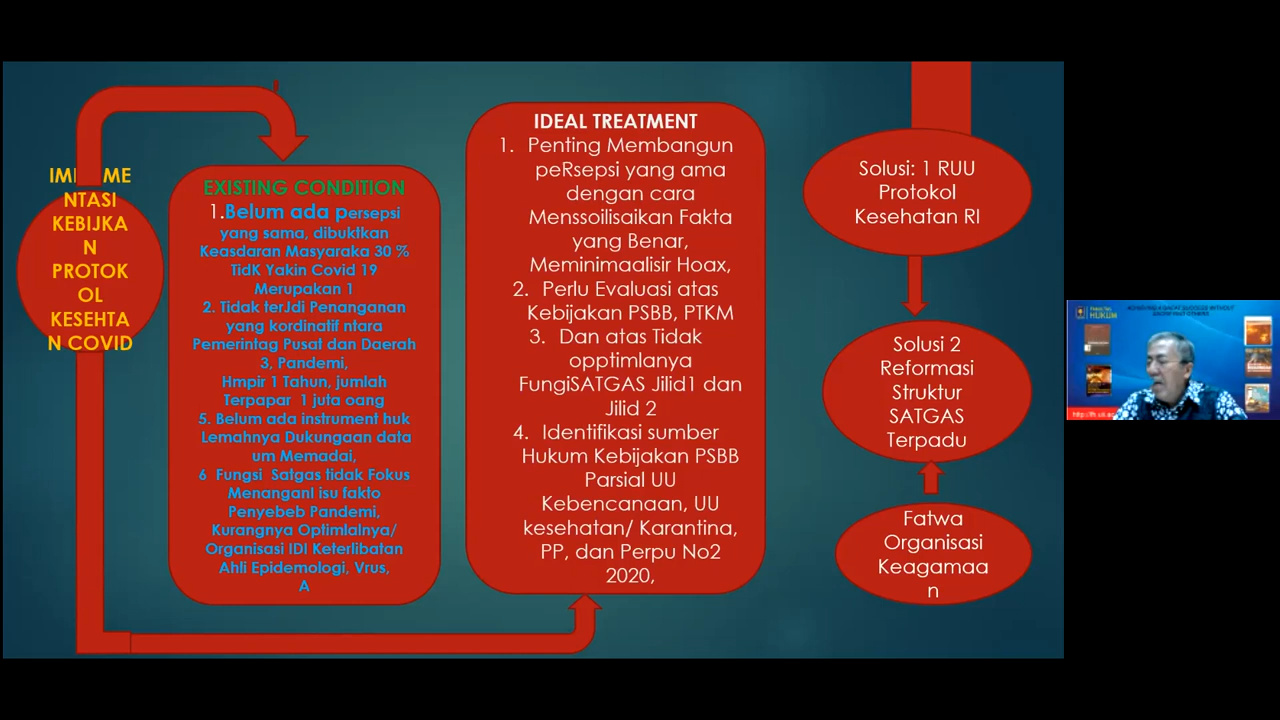 IM
ME
NTASI
KEBIJKA
N
PROTOK
OL
KESEHTA
N COVID
EXISTING CONDITION
1.Belum ada persepsi
yang sama, dibuktkan
Keasdaran Masyaraka 30 %
TidK Yakin Covid 19
Merupakan 1
2. Tidak terJdi Penanganan
yang kordinatif ntara
Pemerintag Pusat dan Daerah
3, Pandemi,
Hmpir 1 Tahun, jumlah
Terpapar 1 juta oang
5. Belum ada instrument huk
Lemahnya Dukungaan data
um Memadai,
6 Fungsi Satgas tidak Fokus
Menanganl isu fakto
Penyebeb Pandemi,
Kurangnya Optimlalnya/
Organisasi IDI Keterlibatan
Ahli Epidemologi, Vrus,
A
IDEAL TREATMENT
1. Penting Membangun
peRsepsi yang ama
dengan cara
Menssoilisaikan Fakta
yang Benar,
Meminimaalisir Hoax,
2. Perlu Evaluasi atas
Kebijakan PSBB, PTKM
3. Dan atas Tidak
opptimlanya
FungiSATGAS Jilid1 dan
Jilid 2
4. Identifikasi sumber
Hukum Kebijakan PSBB
Parsial UU
Kebencanaan, UU
kesehatan/ Karantina,
PP, dan Perpu No2
2020,
Solusi: 1 RUU
Protokol
Kesehatan RI
Solusi 2
Reformasi
Struktur
SATGAS
Terpadu
Fatwa
Organisasi
Keagamaa
n
HUKUM